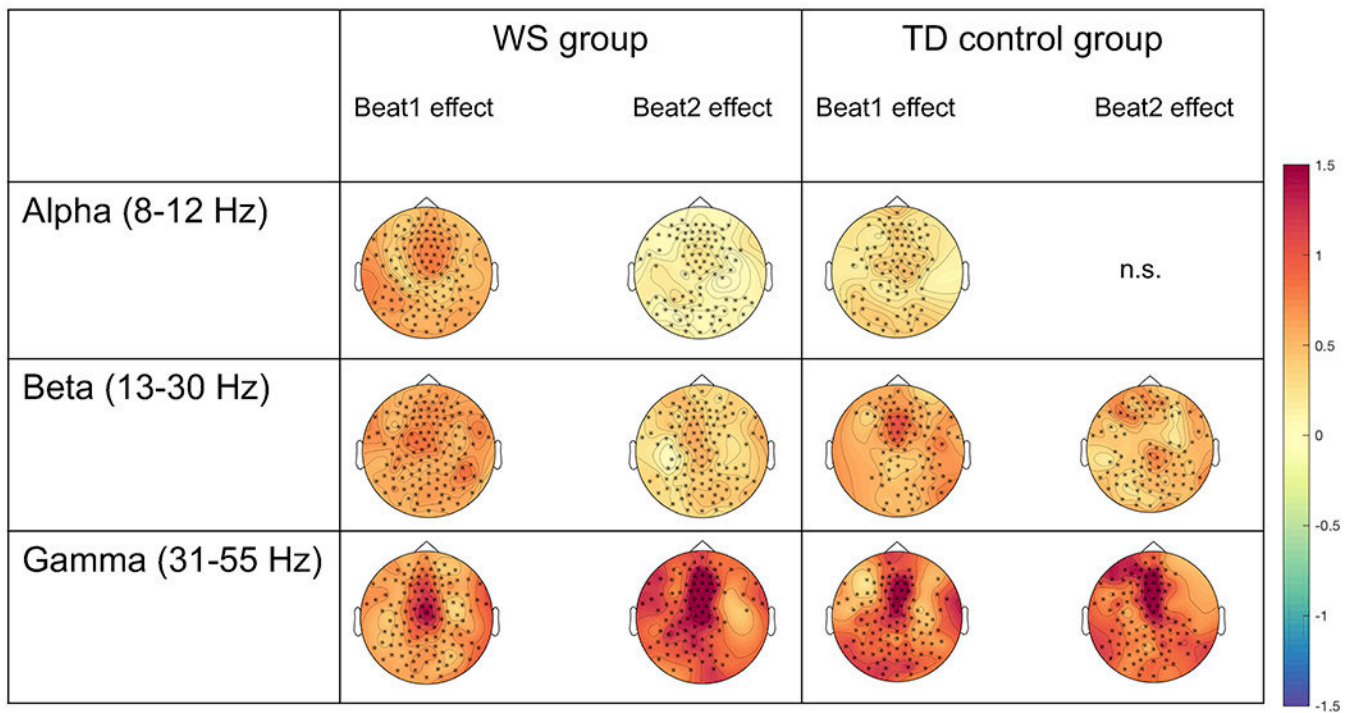 WS group
TD control group
Beat1 effect
Beat2 effect
Beat1 effect
Beat2 effect
Alpha (8-12 Hz)
n.s.
Beta (13-30 Hz)
Gamma (31-55 Hz)
1.5
1
0.5
0
-0.5
-1
-1.5